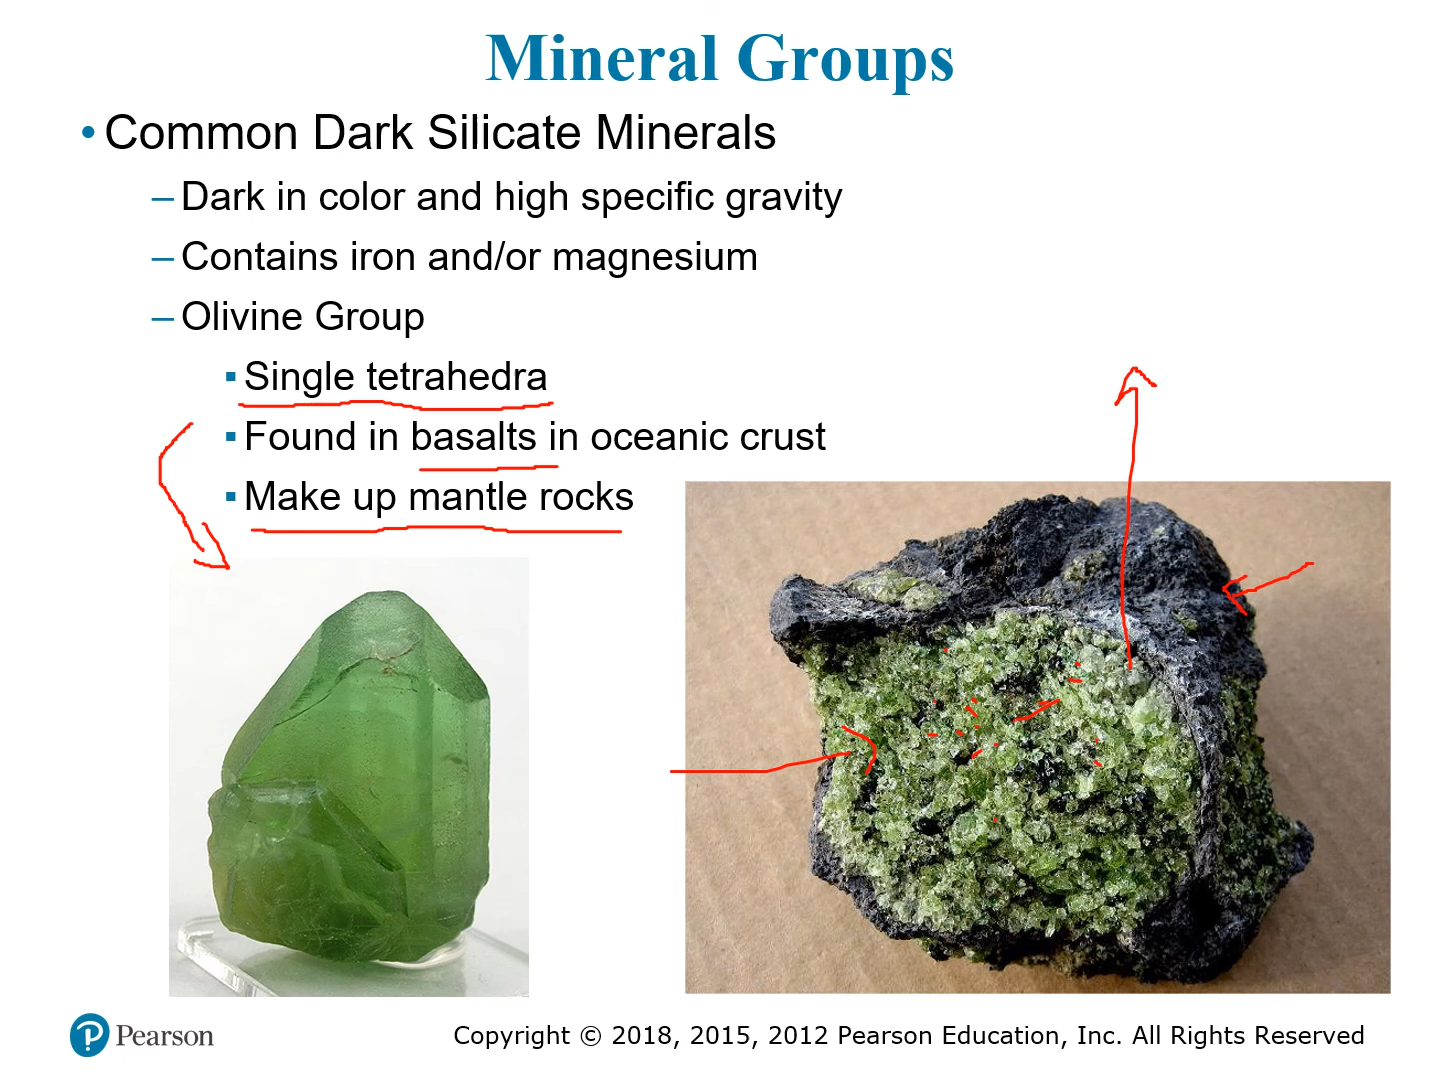 Mineral Groups
• Common Dark Silicate Minerals
– Dark in color and high specific gravity
– Contains iron and/or magnesium
– Olivine Group
▪ Single tetrahedra
▪ Found in basalts in oceanic crust
▪ Make up mantle rocks
P Pearson
Copyright © 2018, 2015, 2012 Pearson Education, Inc. All Rights Reserved